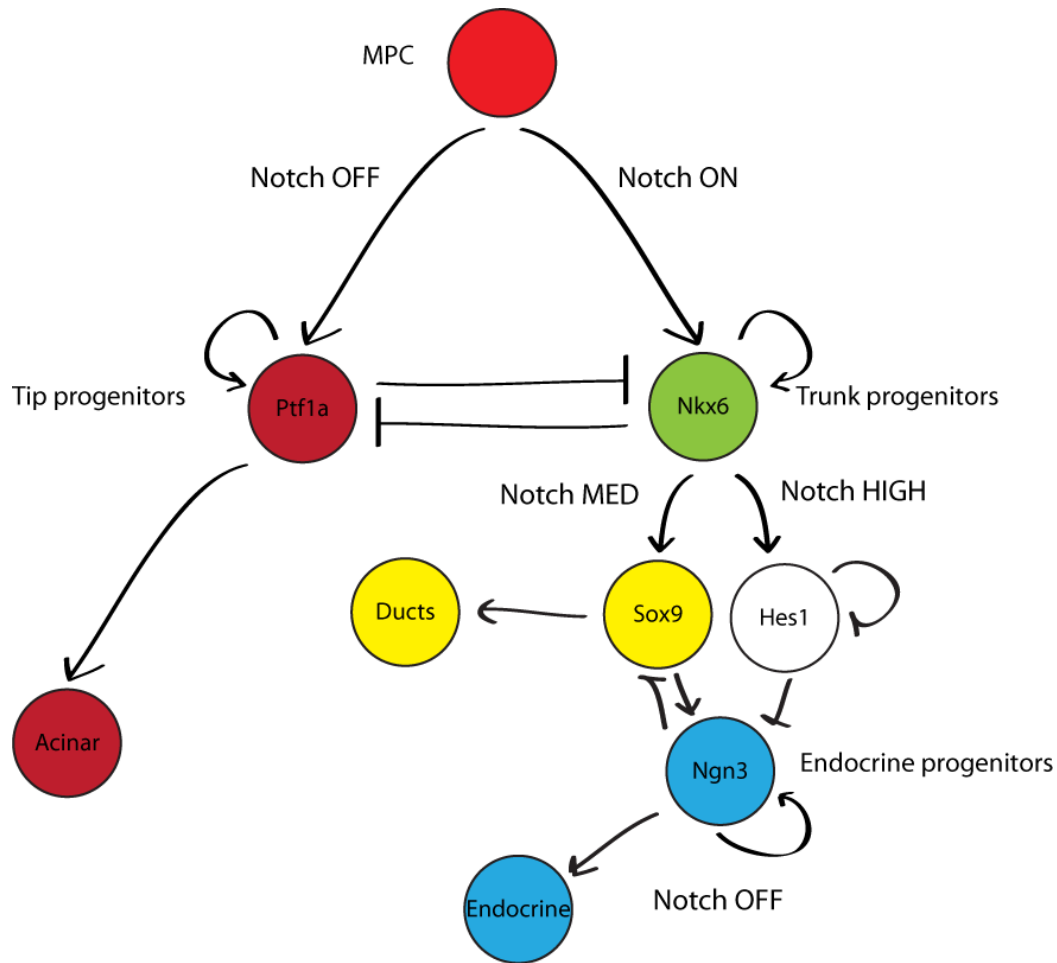 MPC
Notch OFF
Notch ON
Tip progenitors
Ptf1a
Nkx6
Trunk progenitors
Notch MED
Notch HIGH
Ducts
Sox9
Hes1
Acinar
Ngn3
Endocrine progenitors
Endocrine
Notch OFF